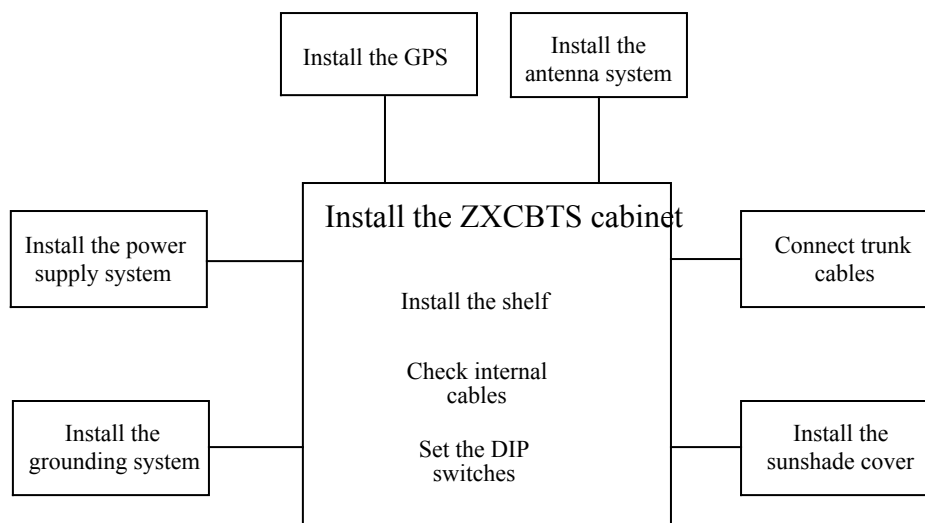 Install the GPS
Install the
antenna system
Install the ZXCBTS cabinet
Install the power
supply system
Connect trunk
cables
Install the shelf
Check internal
cables
Install the
grounding system
Set the DIP
switches
Install the
sunshade cover